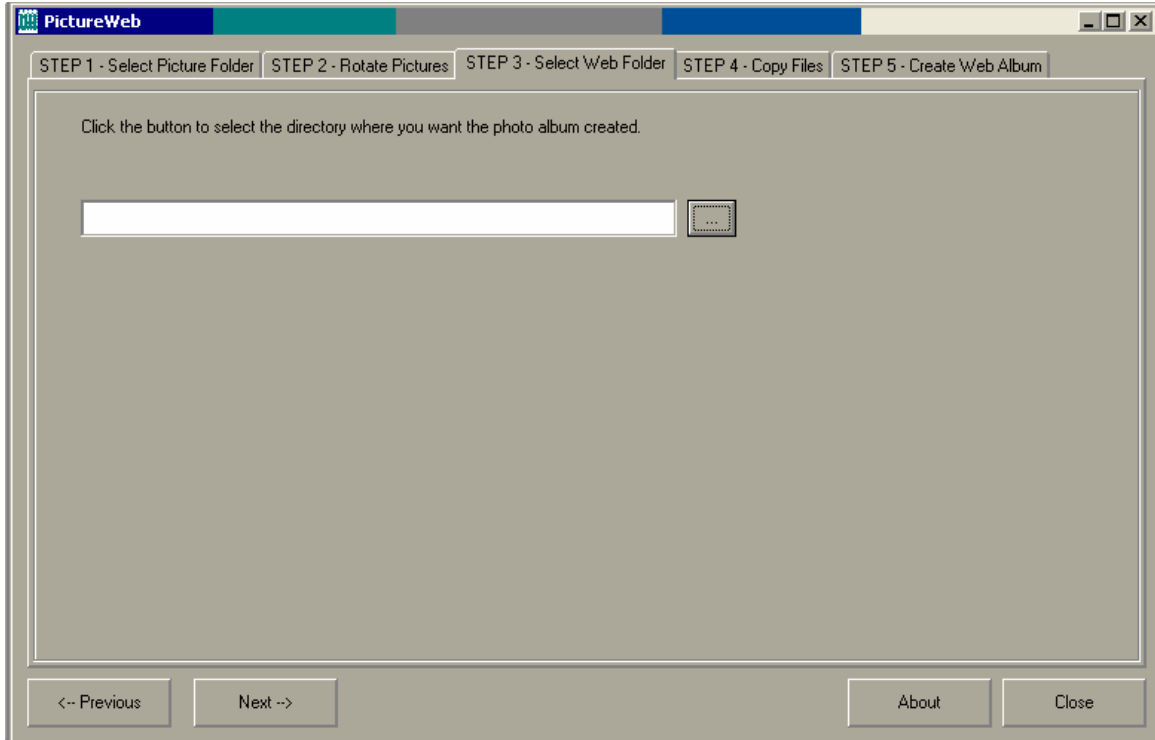 PictureWeb
STEP 1 - Select Picture Folder
STEP 2 - Rotate Pictures
STEP 3 - Select Web Folder
STEP 4 - Copy Files
STEP 5 - Create Web Album
Click the button to select the directory where you want the photo album created.
...
<-- Previous
Next -->
About
Close